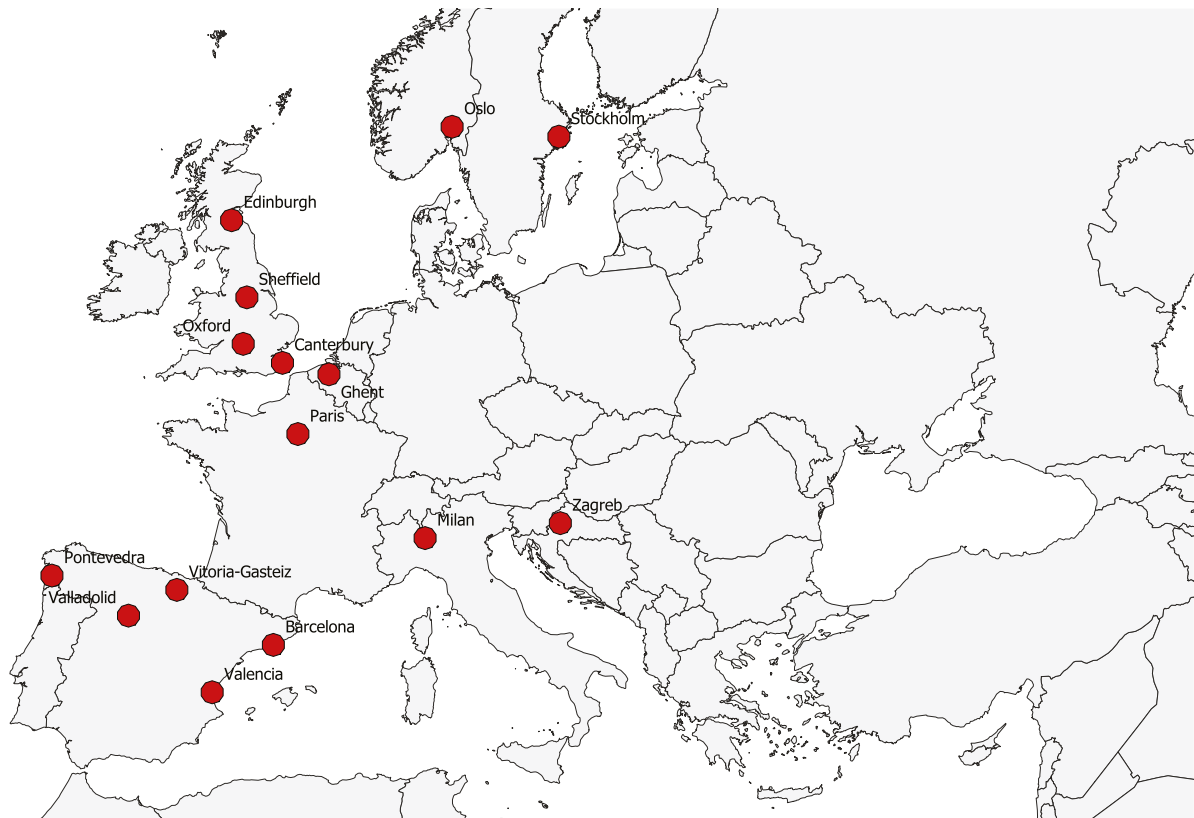 Oslo
Stockholm
Edinburgh
Sheffield
Oxford
Canterbury
Ghent
Paris
Zagreb
Milan
Pontevedra
Vitoria-Gasteiz
Valladolid
Barcelona
Valencia